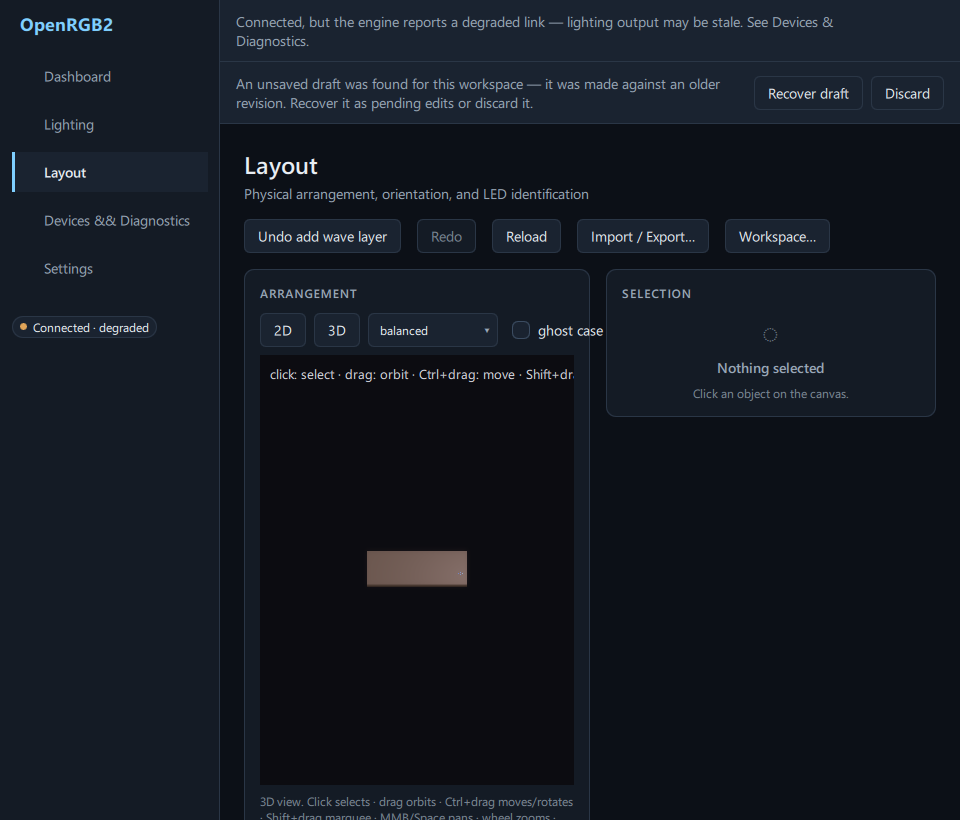 OpenRGB2
Dashboard
Lighting
Layout
Devices && Diagnostics
Settings
Connected · degraded
Connected, but the engine reports a degraded link — lighting output may be stale. See Devices &
Diagnostics.
An unsaved draft was found for this workspace — it was made against an older
revision. Recover it as pending edits or discard it.
Recover draft
Discard
Layout
Physical arrangement, orientation, and LED identification
Undo add wave layer
Redo
Reload
Import / Export...
Workspace...
ARRANGEMENT
2D
3D
balanced
ghost case
click: select · drag: orbit · Ctrl+drag: move · Shift+dr
3D view. Click selects · drag orbits · Ctrl+drag moves/rotates
· Shift+drag marquee · MMB/Space pans · wheel zooms ·
SELECTION
Nothing selected
Click an object on the canvas.